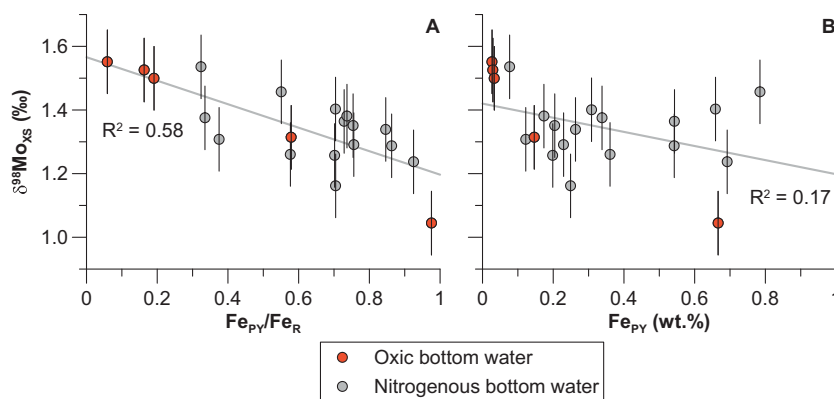 A
B
δ98MoXS (‰)
1.6
1.4
1.2
1.0
R2 = 0.58
R2 = 0.17
0 0.2 0.4 0.6 0.8 1
0 0.2 0.4 0.6 0.8 1
FePY/FeR
FePY (wt.%)
Oxic bottom water
Nitrogenous bottom water